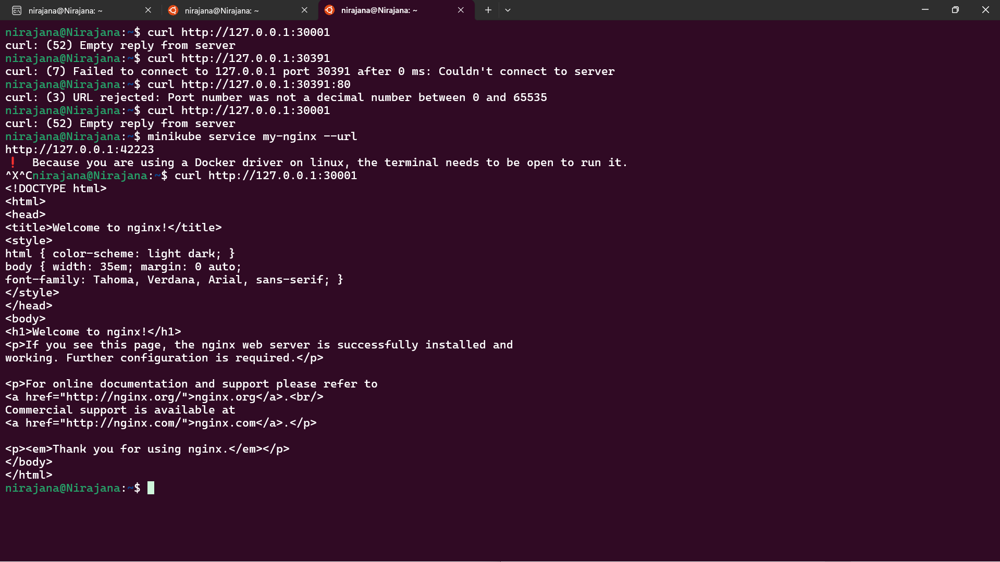 nirajana@Nirajana: ~
nirajana@Nirajana: ~
nirajana@Nirajana: ~
nirajana@Nirajana:~$ curl http://127.0.0.1:30001
curl: (52) Empty reply from server
nirajana@Nirajana:~$ curl http://127.0.0.1:30391
curl: (7) Failed to connect to 127.0.0.1 port 30391 after 0 ms: Couldn't connect to server
nirajana@Nirajana:~$ curl http://127.0.0.1:30391:80
curl: (3) URL rejected: Port number was not a decimal number between 0 and 65535
nirajana@Nirajana:~$ curl http://127.0.0.1:30001
curl: (52) Empty reply from server
nirajana@Nirajana:~$ minikube service my-nginx --url
http://127.0.0.1:42223
❗  Because you are using a Docker driver on linux, the terminal needs to be open to run it.
^X^Cnirajana@Nirajana:~$ curl http://127.0.0.1:30001
<!DOCTYPE html>
<html>
<head>
<title>Welcome to nginx!</title>
<style>
html { color-scheme: light dark; }
body { width: 35em; margin: 0 auto;
font-family: Tahoma, Verdana, Arial, sans-serif; }
</style>
</head>
<body>
<h1>Welcome to nginx!</h1>
<p>If you see this page, the nginx web server is successfully installed and
working. Further configuration is required.</p>

<p>For online documentation and support please refer to
<a href="http://nginx.org/">nginx.org</a>.<br/>
Commercial support is available at
<a href="http://nginx.com/">nginx.com</a>.</p>

<p><em>Thank you for using nginx.</em></p>
</body>
</html>
nirajana@Nirajana:~$